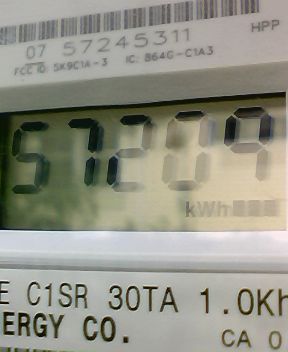 07 57245311 HPP
FCC ID: SK9C1A-3 IC: 864G-C1A3
57209
kWh
E C1SR 30TA 1.0Kh
ERGY CO. CA 0